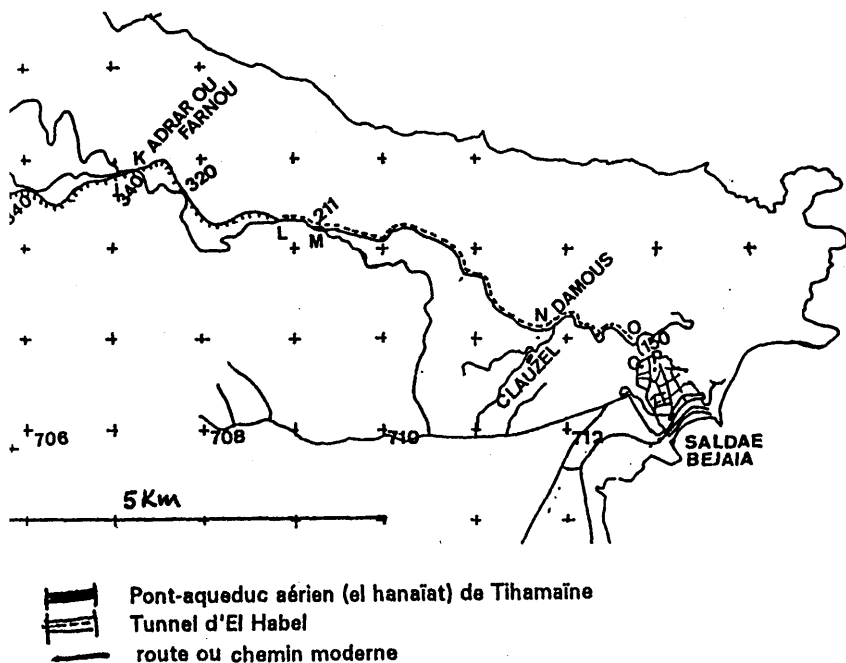 ADRAR OU
FARNOU
K
340
340
320
L
M
211
N
DAMOUS
O
150
CLAUZEL
706
708
710
712
SALDAE
BEJAIA
5 Km
Pont-aqueduc aérien (el hanaïat) de Tihamaïne
Tunnel d'El Habel
route ou chemin moderne